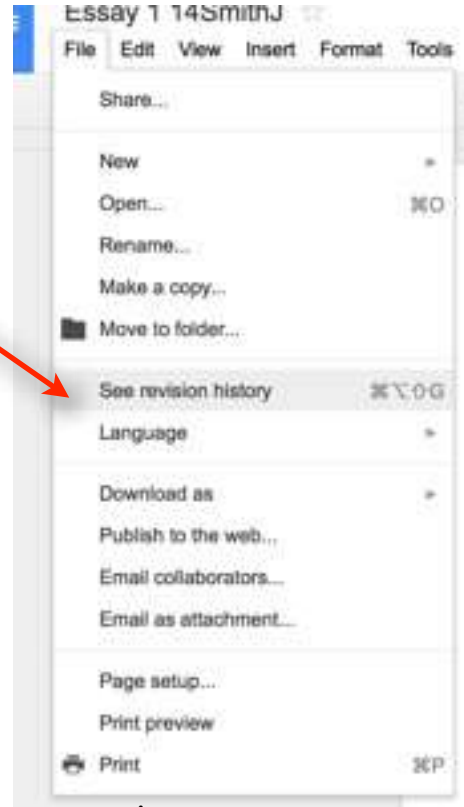 Essay 1 14SmithJ
File Edit View Insert Format Tools
Share...
New
Open... ⌘O
Rename...
Make a copy...
Move to folder...
See revision history ⌘⌥⇧G
Language
Download as
Publish to the web...
Email collaborators...
Email as attachment...
Page setup...
Print preview
Print ⌘P